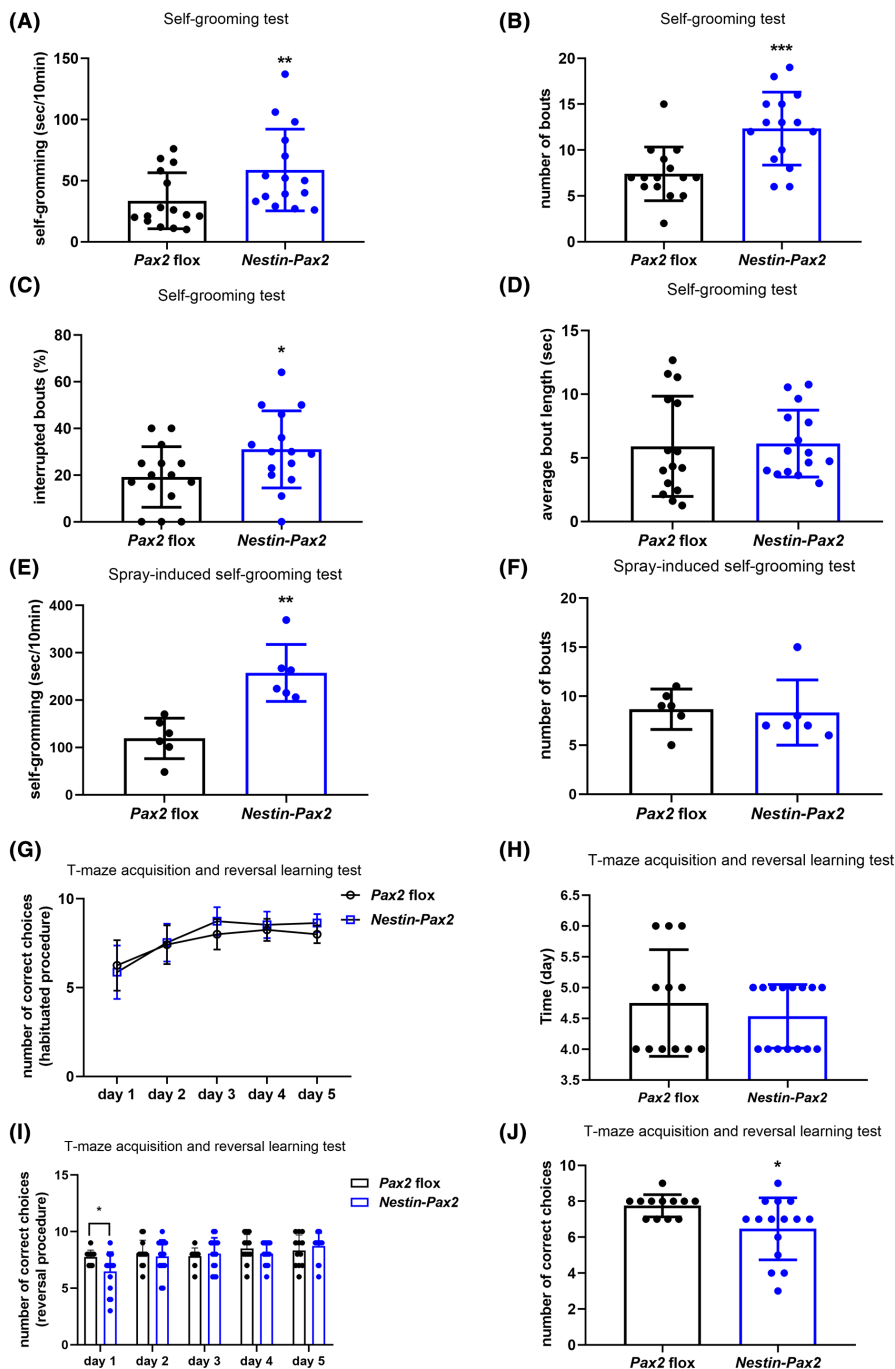 (A)
Self-grooming test
self-gromming (sec/10min)
150
100
50
0
**
Pax2 flox
Nestin-Pax2
(B)
Self-grooming test
number of bouts
20
15
10
5
0
***
Pax2 flox
Nestin-Pax2
(C)
Self-grooming test
interrupted bouts (%)
80
60
40
20
0
*
Pax2 flox
Nestin-Pax2
(D)
Self-grooming test
average bout length (sec)
15
10
5
0
Pax2 flox
Nestin-Pax2
(E)
Spray-induced self-grooming test
self-gromming (sec/10min)
400
300
200
100
0
**
Pax2 flox
Nestin-Pax2
(F)
Spray-induced self-grooming test
number of bouts
20
15
10
5
0
Pax2 flox
Nestin-Pax2
(G)
T-maze acquisition and reversal learning test
number of correct choices
(habituated procedure)
10
5
0
day 1
day 2
day 3
day 4
day 5
Pax2 flox
Nestin-Pax2
(H)
T-maze acquisition and reversal learning test
Time (day)
6.5
6.0
5.5
5.0
4.5
4.0
3.5
Pax2 flox
Nestin-Pax2
(I)
T-maze acquisition and reversal learning test
number of correct choices
(reversal procedure)
15
10
5
0
*
day 1
day 2
day 3
day 4
day 5
Pax2 flox
Nestin-Pax2
(J)
T-maze acquisition and reversal learning test
number of correct choices
10
8
6
4
2
0
*
Pax2 flox
Nestin-Pax2